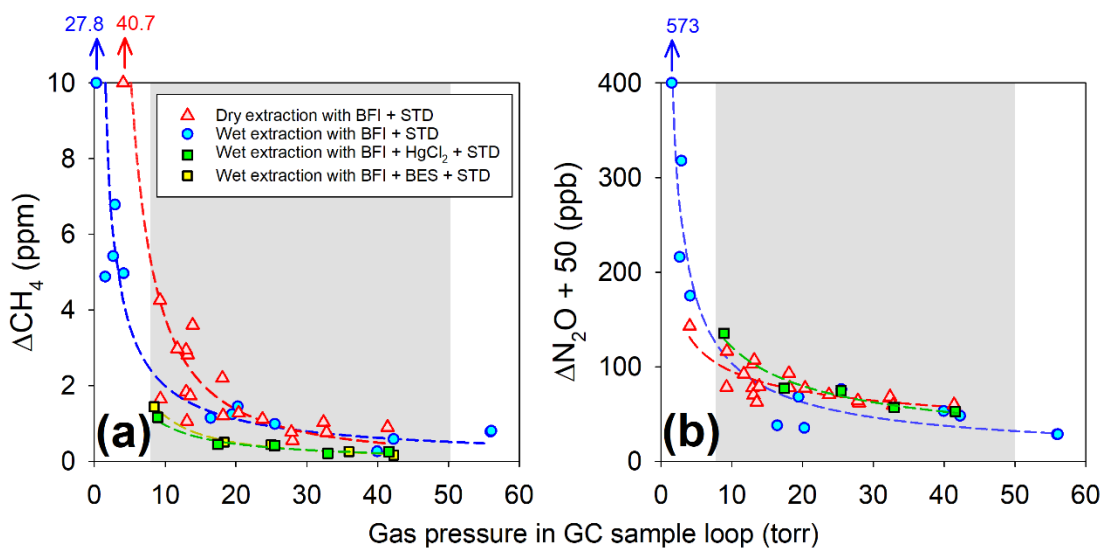 27.8 40.7
573
10
8
6
4
2
0
ΔCH₄ (ppm)
Dry extraction with BFI + STD
Wet extraction with BFI + STD
Wet extraction with BFI + HgCl₂ + STD
Wet extraction with BFI + BES + STD
(a)
0 10 20 30 40 50 60
400
300
200
100
0
ΔN₂O + 50 (ppb)
(b)
0 10 20 30 40 50 60
Gas pressure in GC sample loop (torr)